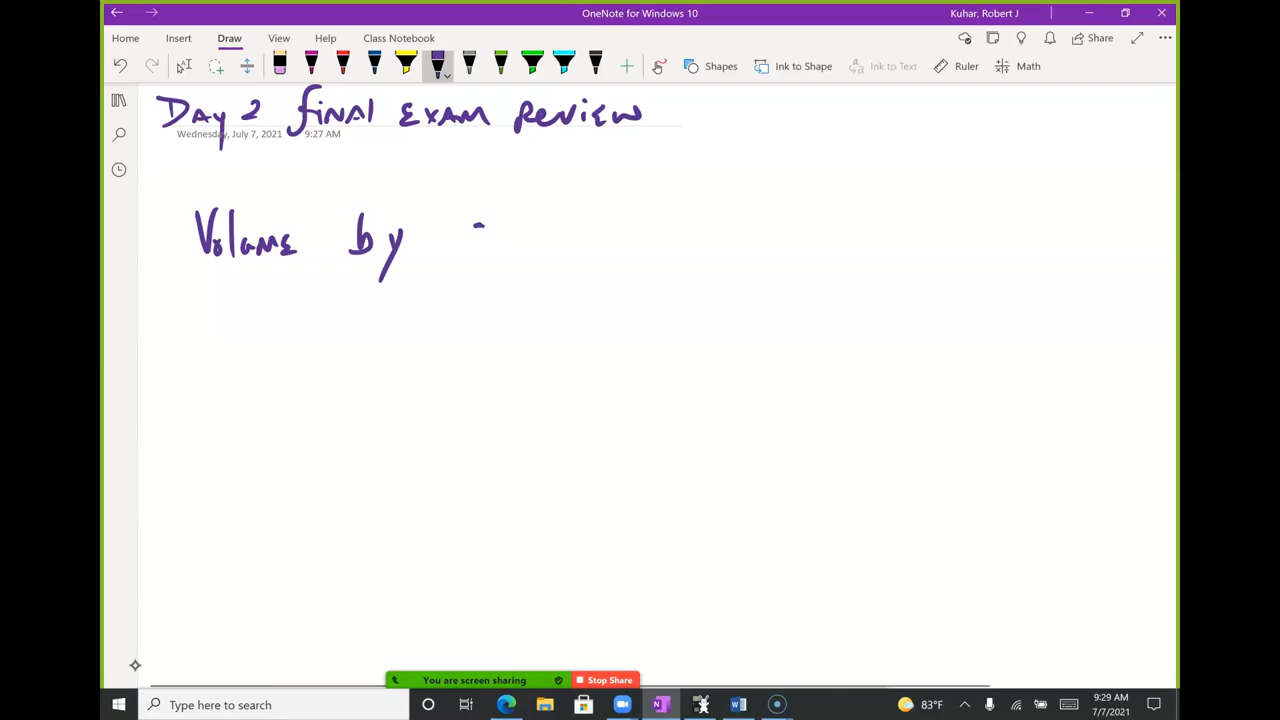 OneNote for Windows 10
Kuhar, Robert J
Home Insert Draw View Help Class Notebook
Share
Shapes Ink to Shape Ink to Text Ruler Math
Day 2 final Exam Review
Wednesday, July 7, 2021 9:27 AM
Volume by
You are screen sharing Stop Share
Type here to search
83°F
9:29 AM
7/7/2021